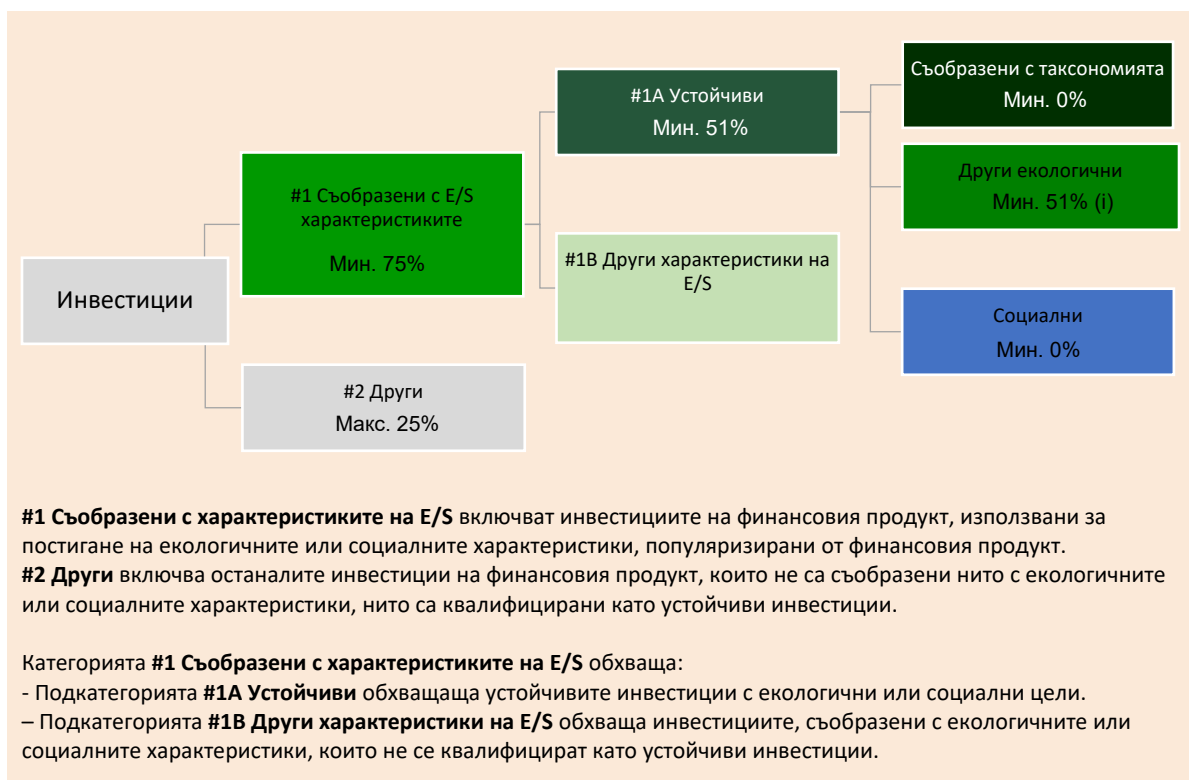 Инвестиции
#1 Съобразени с E/S
характеристиките
Мин. 75%
#2 Други
Макс. 25%
#1A Устойчиви
Мин. 51%
#1B Други характеристики на
E/S
Съобразени с таксономията
Мин. 0%
Други екологични
Мин. 51% (i)
Социални
Мин. 0%
#1 Съобразени с характеристиките на E/S включват инвестициите на финансовия продукт, използвани за
постигане на екологичните или социалните характеристики, популяризирани от финансовия продукт.
#2 Други включва останалите инвестиции на финансовия продукт, които не са съобразени нито с екологичните
или социалните характеристики, нито са квалифицирани като устойчиви инвестиции.
Категорията #1 Съобразени с характеристиките на E/S обхваща:
- Подкатегорията #1A Устойчиви обхващаща устойчивите инвестиции с екологични или социални цели.
– Подкатегорията #1B Други характеристики на E/S обхваща инвестициите, съобразени с екологичните или
социалните характеристики, които не се квалифицират като устойчиви инвестиции.